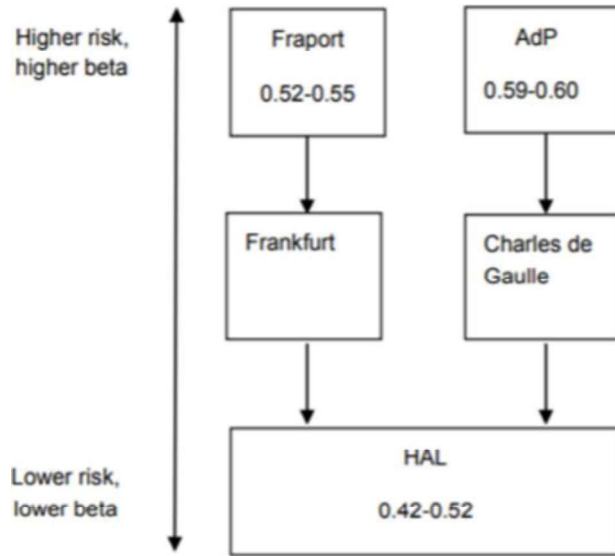 Higher risk,
higher beta
Fraport
0.52-0.55
AdP
0.59-0.60
Frankfurt
Charles de
Gaulle
Lower risk,
lower beta
HAL
0.42-0.52